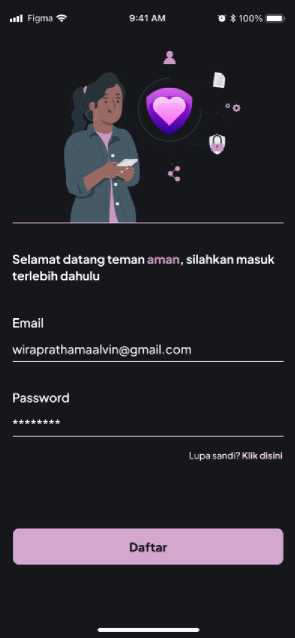 Figma 9:41 AM 100%
Selamat datang teman aman, silahkan masuk
terlebih dahulu
Email
wiraprathamaalvin@gmail.com
Password
********
Lupa sandi? Klik disini
Daftar